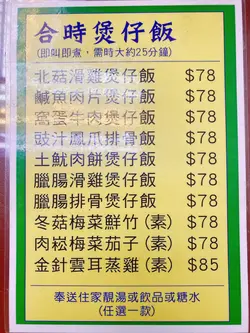 合時煲仔飯
(即叫即煮，需時大約25分鐘)
北菇滑雞煲仔飯 $78
鹹魚肉片煲仔飯 $78
窩蛋牛肉煲仔飯 $78
豉汁鳳爪排骨飯 $78
土魷肉餅煲仔飯 $78
臘腸滑雞煲仔飯 $78
臘腸排骨煲仔飯 $78
冬菇梅菜鮮竹 (素) $78
肉崧梅菜茄子 (素) $78
金針雲耳蒸雞 (素) $85
奉送住家靚湯或飲品或糖水
(任選一款)